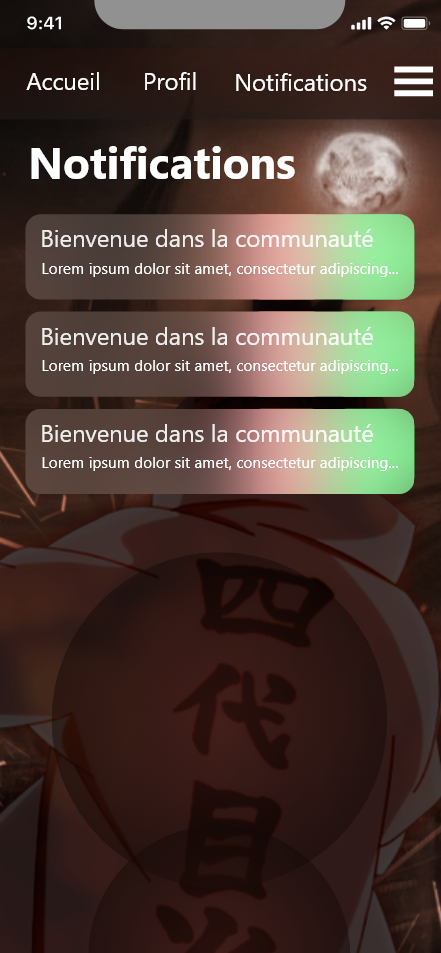 9:41
Accueil Profil Notifications
Notifications
Bienvenue dans la communauté
Lorem ipsum dolor sit amet, consectetur adipiscing...
Bienvenue dans la communauté
Lorem ipsum dolor sit amet, consectetur adipiscing...
Bienvenue dans la communauté
Lorem ipsum dolor sit amet, consectetur adipiscing...
四
代
目